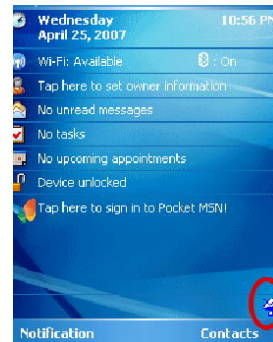 Wednesday 10:56 PM
April 25, 2007
Wi-Fi: Available : On
Tap here to set owner information
No unread messages
No tasks
No upcoming appointments
Device unlocked
Tap here to sign in to Pocket MSN!
Notification Contacts